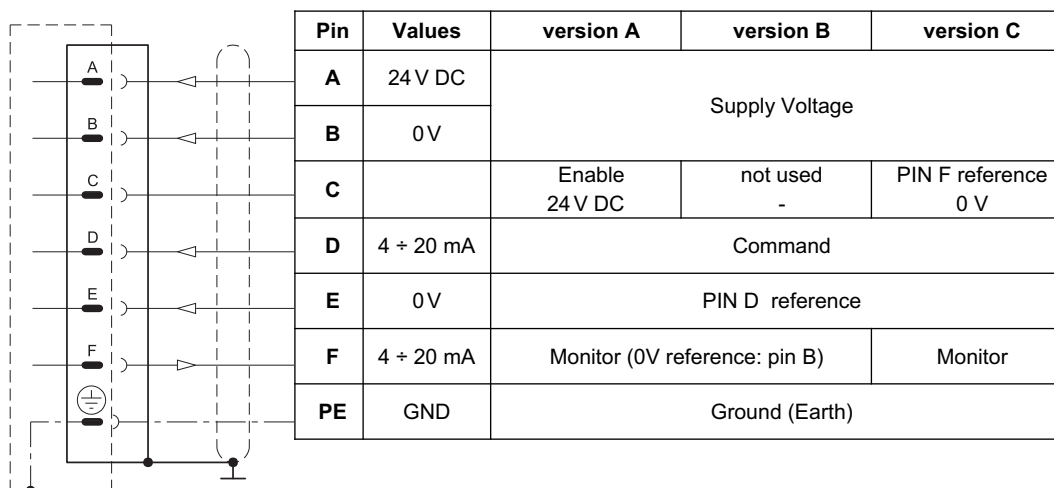 Pin Values version A version B version C
A 24 V DC Supply Voltage
B 0 V
C Enable 24 V DC not used - PIN F reference 0 V
D 4 ÷ 20 mA Command
E 0 V PIN D reference
F 4 ÷ 20 mA Monitor (0V reference: pin B) Monitor
PE GND Ground (Earth)
A
B
C
D
E
F